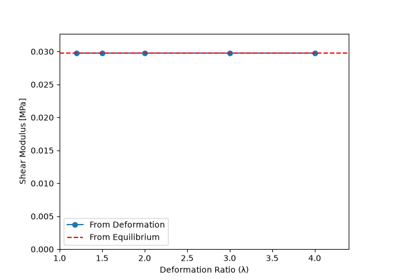 0.030
0.025
0.020
0.015
0.010
0.005
0.000
Shear Modulus [MPa]
From Deformation
From Equilibrium
1.0 1.5 2.0 2.5 3.0 3.5 4.0
Deformation Ratio (λ)